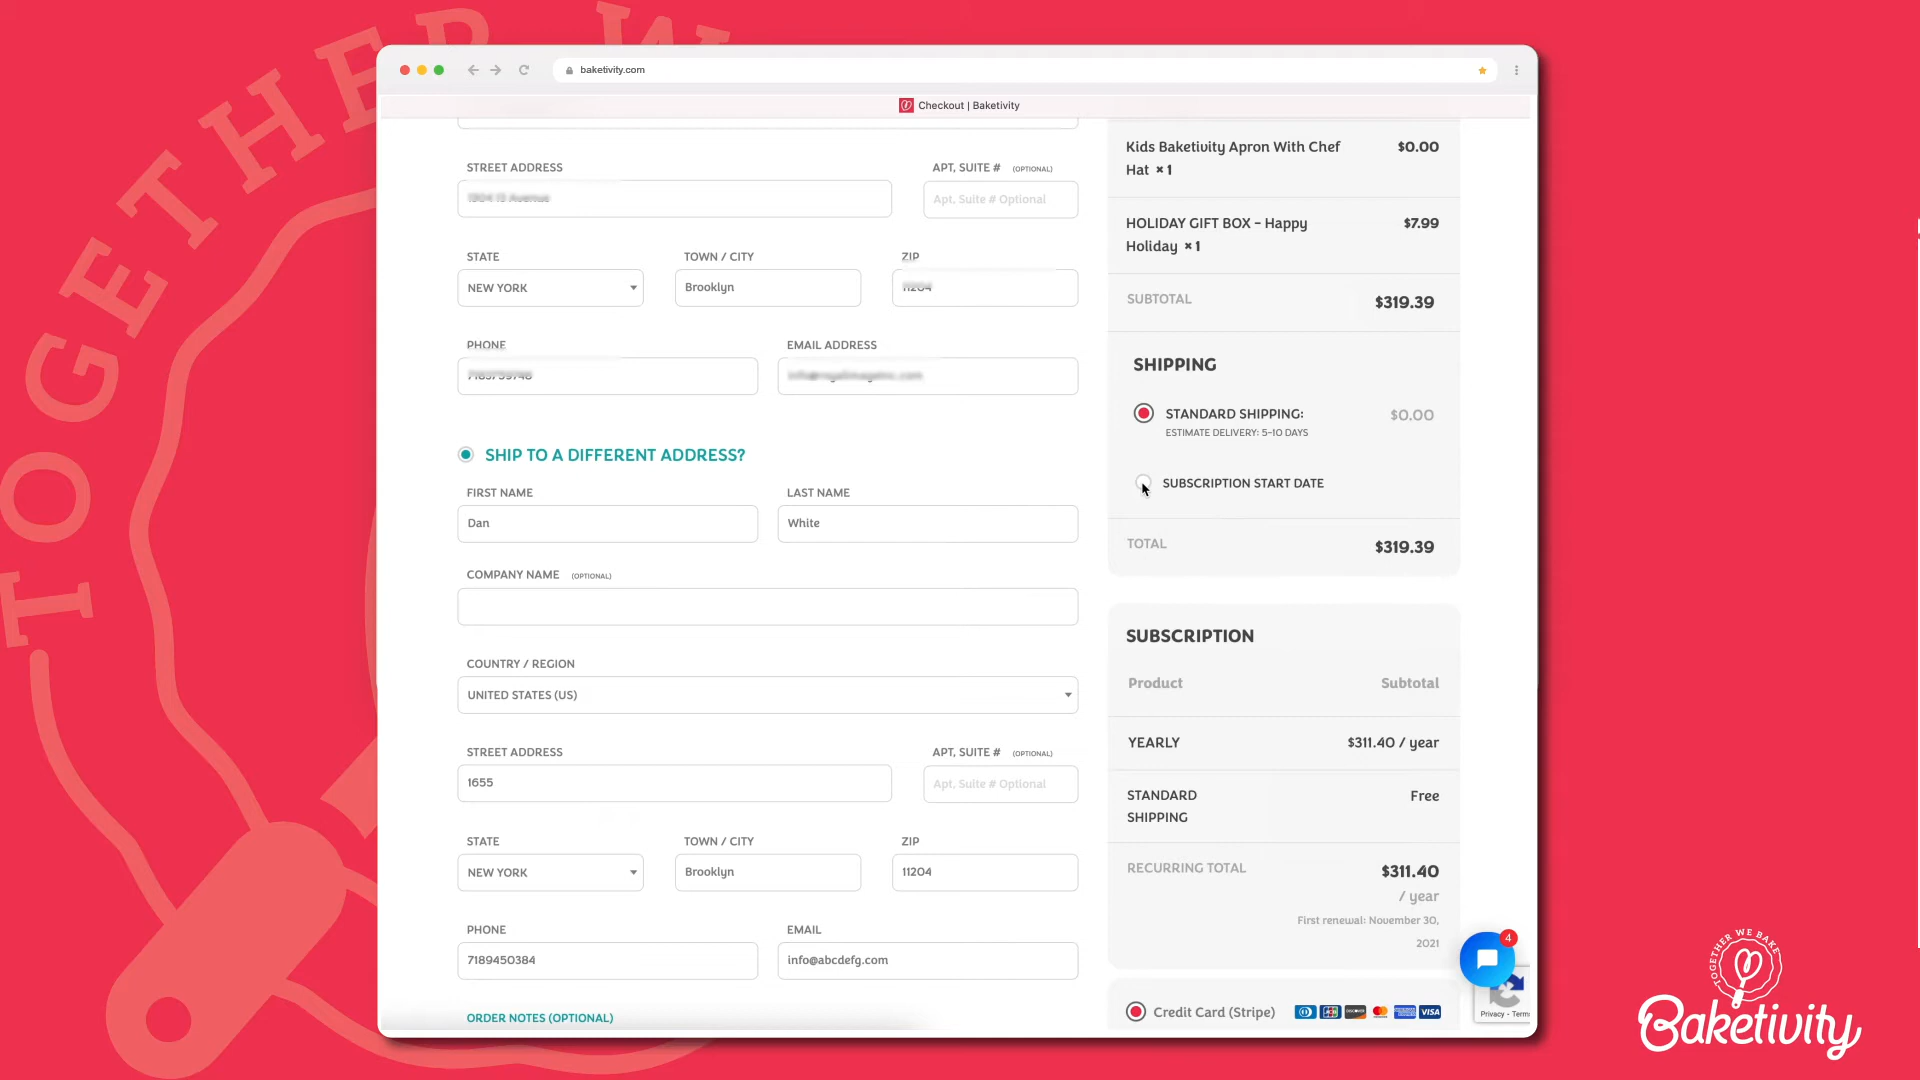 TOGETHER W
baketivity.com
Checkout | Baketivity
STREET ADDRESS
APT, SUITE # (OPTIONAL)
Apt, Suite # Optional
STATE
TOWN / CITY
ZIP
NEW YORK
Brooklyn
11204
PHONE
EMAIL ADDRESS
SHIP TO A DIFFERENT ADDRESS?
FIRST NAME
LAST NAME
Dan
White
COMPANY NAME (OPTIONAL)
COUNTRY / REGION
UNITED STATES (US)
STREET ADDRESS
APT, SUITE # (OPTIONAL)
1655
Apt, Suite # Optional
STATE
TOWN / CITY
ZIP
NEW YORK
Brooklyn
11204
PHONE
EMAIL
7189450384
info@abcdefg.com
ORDER NOTES (OPTIONAL)
Kids Baketivity Apron With Chef $0.00
Hat × 1
HOLIDAY GIFT BOX – Happy $7.99
Holiday × 1
SUBTOTAL $319.39
SHIPPING
STANDARD SHIPPING: $0.00
ESTIMATE DELIVERY: 5-10 DAYS
SUBSCRIPTION START DATE
TOTAL $319.39
SUBSCRIPTION
Product Subtotal
YEARLY $311.40 / year
STANDARD Free
SHIPPING
RECURRING TOTAL $311.40
/ year
First renewal: November 30,
2021
4
Credit Card (Stripe) DISCOVER VISA
Privacy - Term
TOGETHER WE BAKE
Baketivity